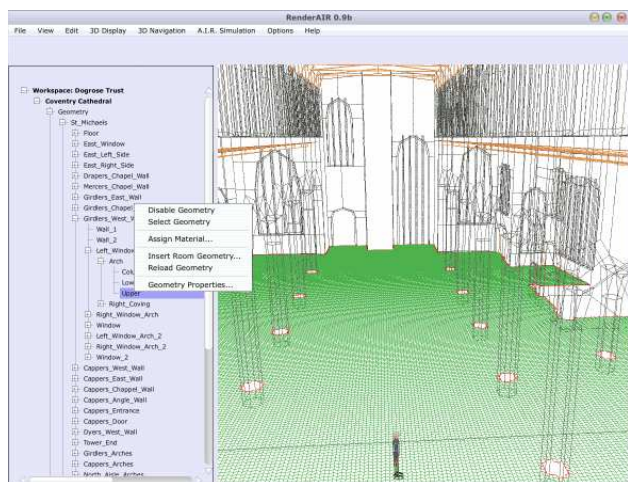 RenderAIR 0.9b
File View Edit 3D Display 3D Navigation A.I.R. Simulation Options Help
Workspace: Dogrose Trust
Coventry Cathedral
Geometry
St_Michaels
Floor
East_Window
East_Left_Side
East_Right_Side
Drapers_Chapel_Wall
Mercers_Chapel_Wall
Girdlers_East_Wall
Girdlers_Chapel
Girdlers_West_W
Wall_1
Wall_2
Left_Window
Arch
Colu
Low
Upper
Right_Coving
Right_Window_Arch
Window
Left_Window_Arch_2
Right_Window_Arch_2
Window_2
Cappers_West_Wall
Cappers_East_Wall
Cappers_Chappel_Wall
Cappers_Angle_Wall
Cappers_Entrance
Cappers_Door
Dyers_West_Wall
Tower_End
Girdlers_Arches
Cappers_Arches
North_Aisle_Arches
Disable Geometry
Select Geometry
Assign Material...
Insert Room Geometry...
Reload Geometry
Geometry Properties...